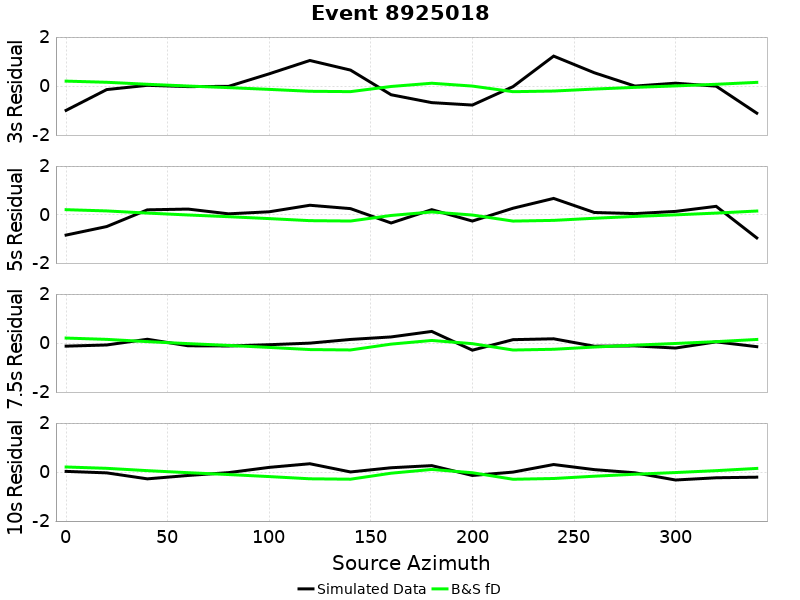 Event 8925018
3s Residual
2
0
-2
5s Residual
2
0
-2
7.5s Residual
2
0
-2
10s Residual
2
0
-2
0 50 100 150 200 250 300
Source Azimuth
Simulated Data B&S fD